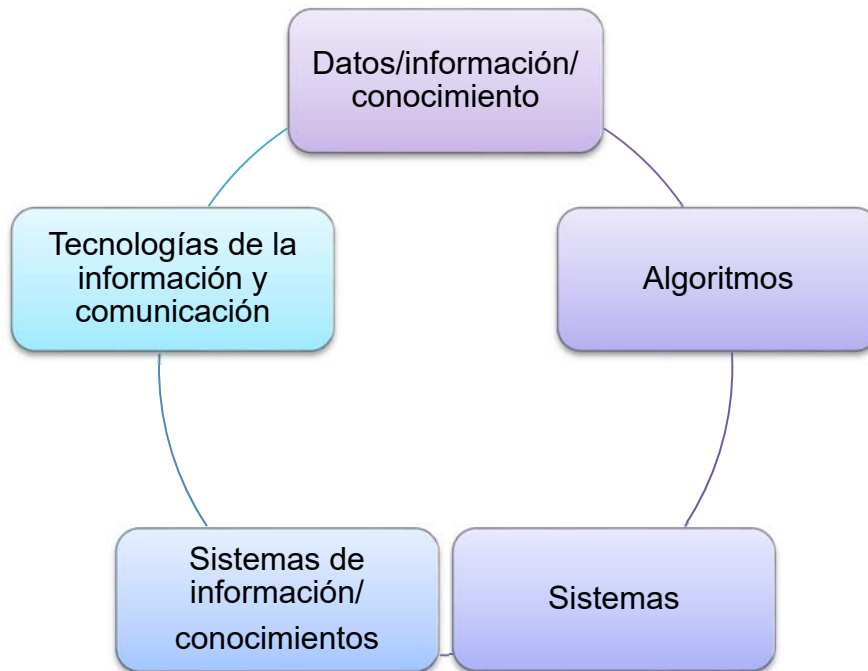 Datos/información/
conocimiento
Tecnologías de la
información y
comunicación
Algoritmos
Sistemas de
información/
conocimientos
Sistemas